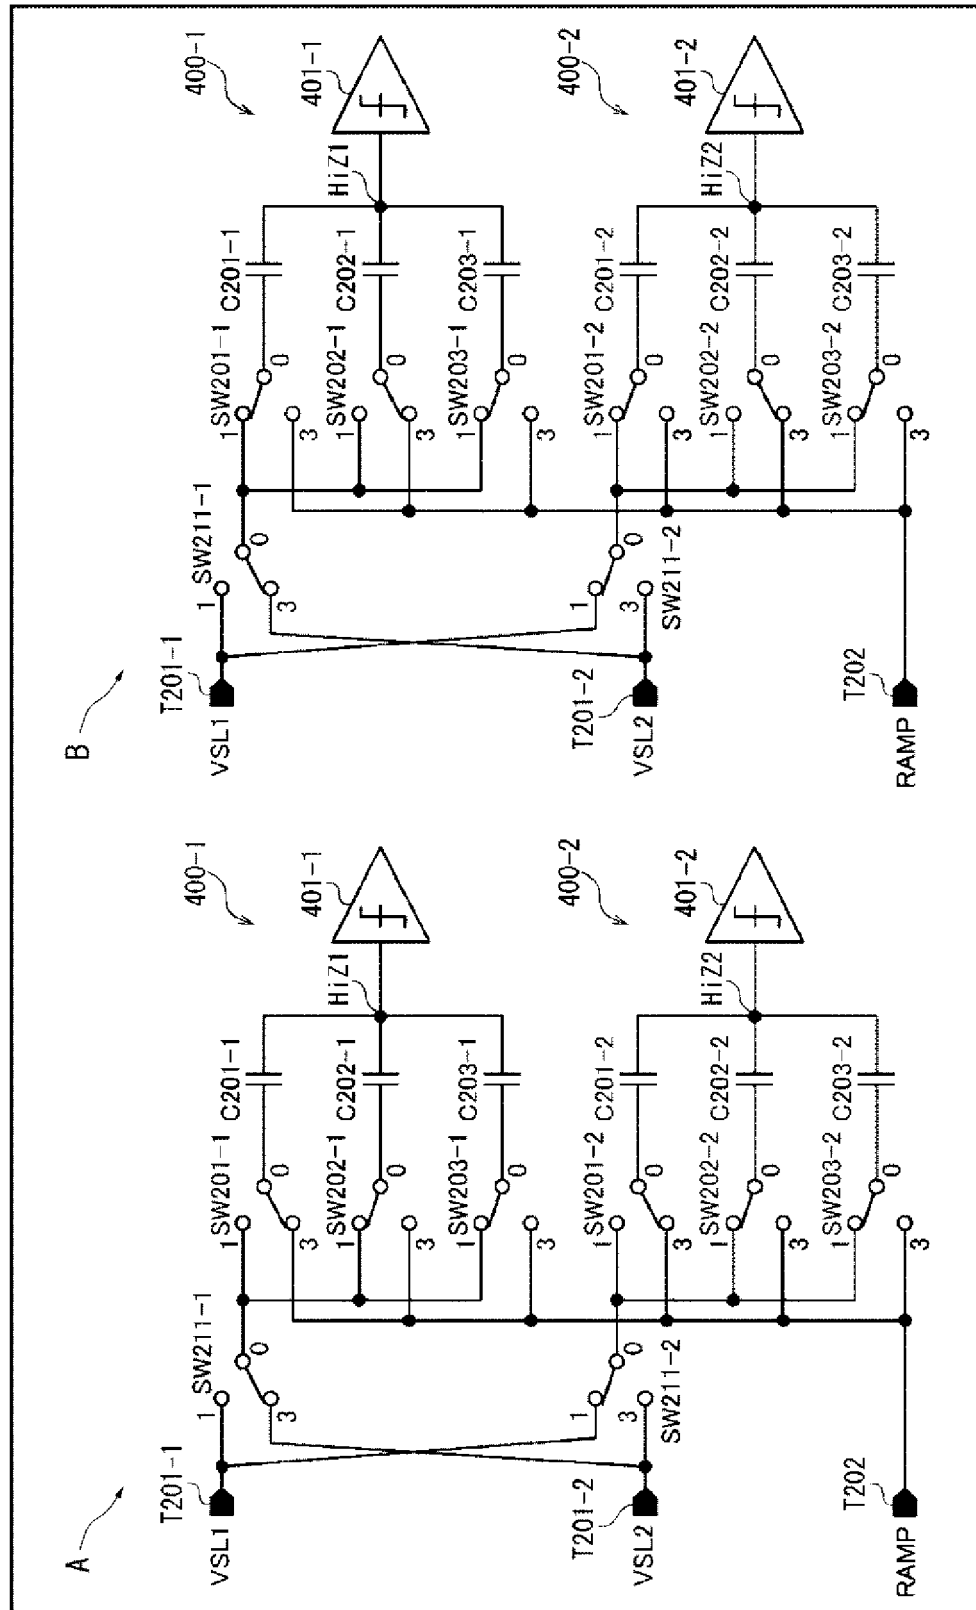 A
T201-1
VSL1
SW211-1
1
0
3
SW201-1
1
0
3
C201-1
400-1
SW202-1
1
0
3
C202-1
HiZ1
401-1
SW203-1
1
0
3
C203-1
T201-2
VSL2
1
0
3
SW211-2
SW201-2
1
0
3
C201-2
400-2
SW202-2
1
0
3
C202-2
HiZ2
401-2
SW203-2
1
0
3
C203-2
T202
RAMP
B
T201-1
VSL1
SW211-1
1
0
3
SW201-1
1
0
3
C201-1
400-1
SW202-1
1
0
3
C202-1
HiZ1
401-1
SW203-1
1
0
3
C203-1
T201-2
VSL2
1
0
3
SW211-2
SW201-2
1
0
3
C201-2
400-2
SW202-2
1
0
3
C202-2
HiZ2
401-2
SW203-2
1
0
3
C203-2
T202
RAMP